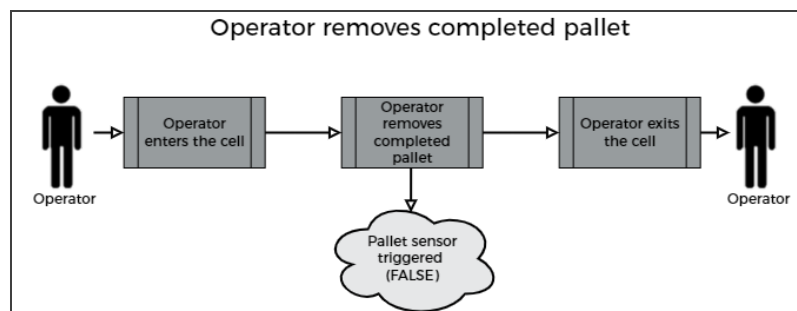 Operator removes completed pallet
Operator
enters the cell
Operator
removes
completed
pallet
Operator exits
the cell
Operator
Operator
Pallet sensor
triggered
(FALSE)